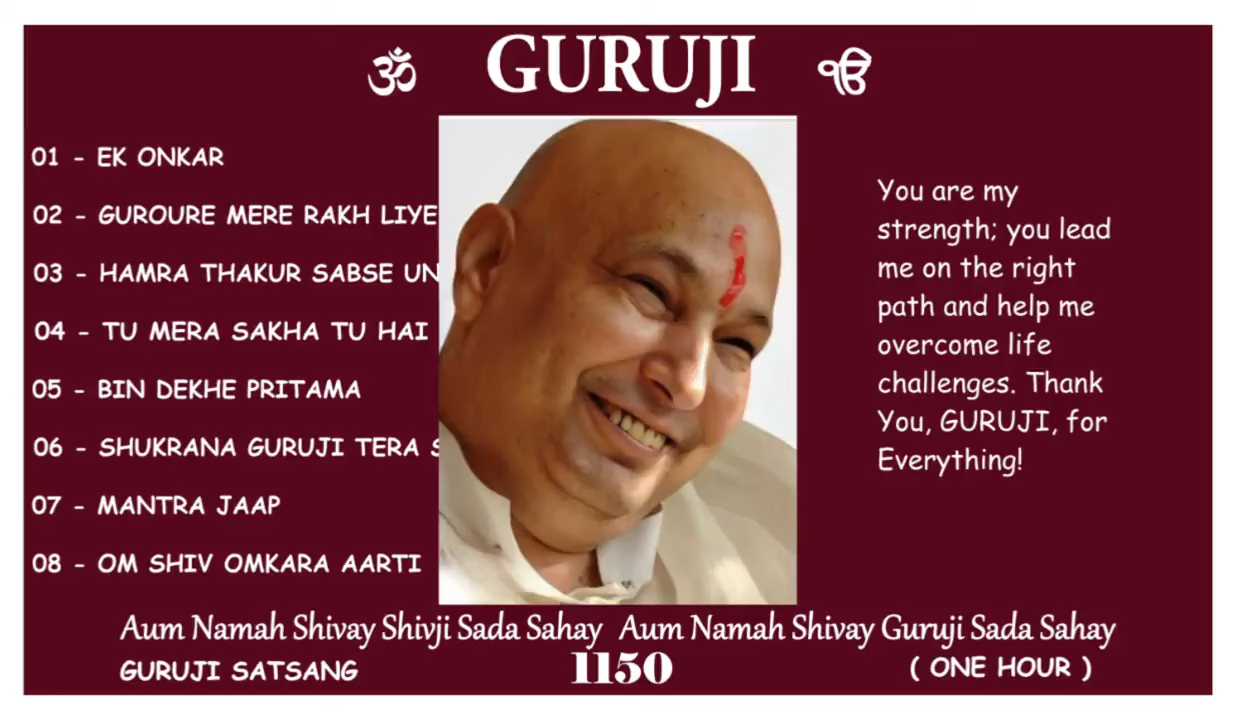 ॐ GURUJI ੴ
01 - EK ONKAR
02 - GUROURE MERE RAKH LIYE
03 - HAMRA THAKUR SABSE UN
04 - TU MERA SAKHA TU HAI
05 - BIN DEKHE PRITAMA
06 - SHUKRANA GURUJI TERA
07 - MANTRA JAAP
08 - OM SHIV OMKARA AARTI
You are my
strength; you lead
me on the right
path and help me
overcome life
challenges. Thank
You, GURUJI, for
Everything!
Aum Namah Shivay Shivji Sada Sahay Aum Namah Shivay Guruji Sada Sahay
GURUJI SATSANG 1150 ( ONE HOUR )